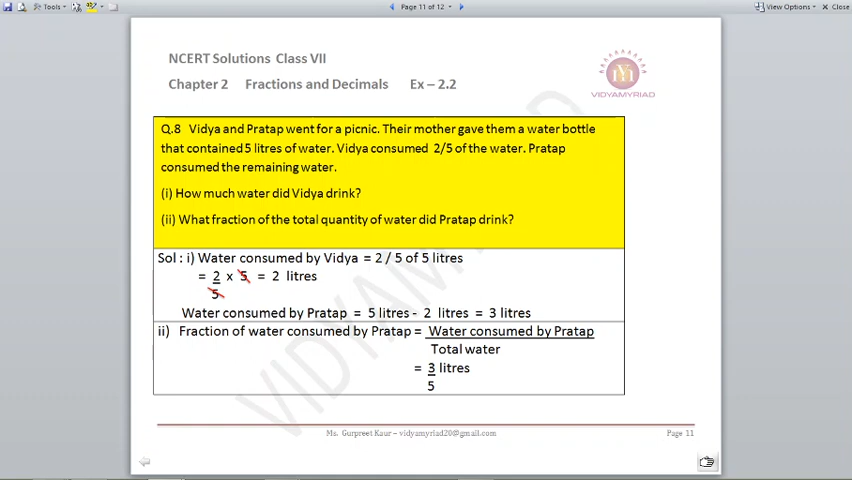 Tools
Page 11 of 12
View Options
Close
NCERT Solutions Class VII
Chapter 2 Fractions and Decimals Ex – 2.2
VIDYAMYRIAD
Q.8 Vidya and Pratap went for a picnic. Their mother gave them a water bottle
that contained 5 litres of water. Vidya consumed 2/5 of the water. Pratap
consumed the remaining water.
(i) How much water did Vidya drink?
(ii) What fraction of the total quantity of water did Pratap drink?
Sol : i) Water consumed by Vidya = 2 / 5 of 5 litres
= 2 x 5 = 2 litres
5
Water consumed by Pratap = 5 litres - 2 litres = 3 litres
ii) Fraction of water consumed by Pratap = Water consumed by Pratap
Total water
= 3 litres
5
VIDYAMYRIAD
Ms. Gurpreet Kaur – vidyamyriad20@gmail.com
Page 11